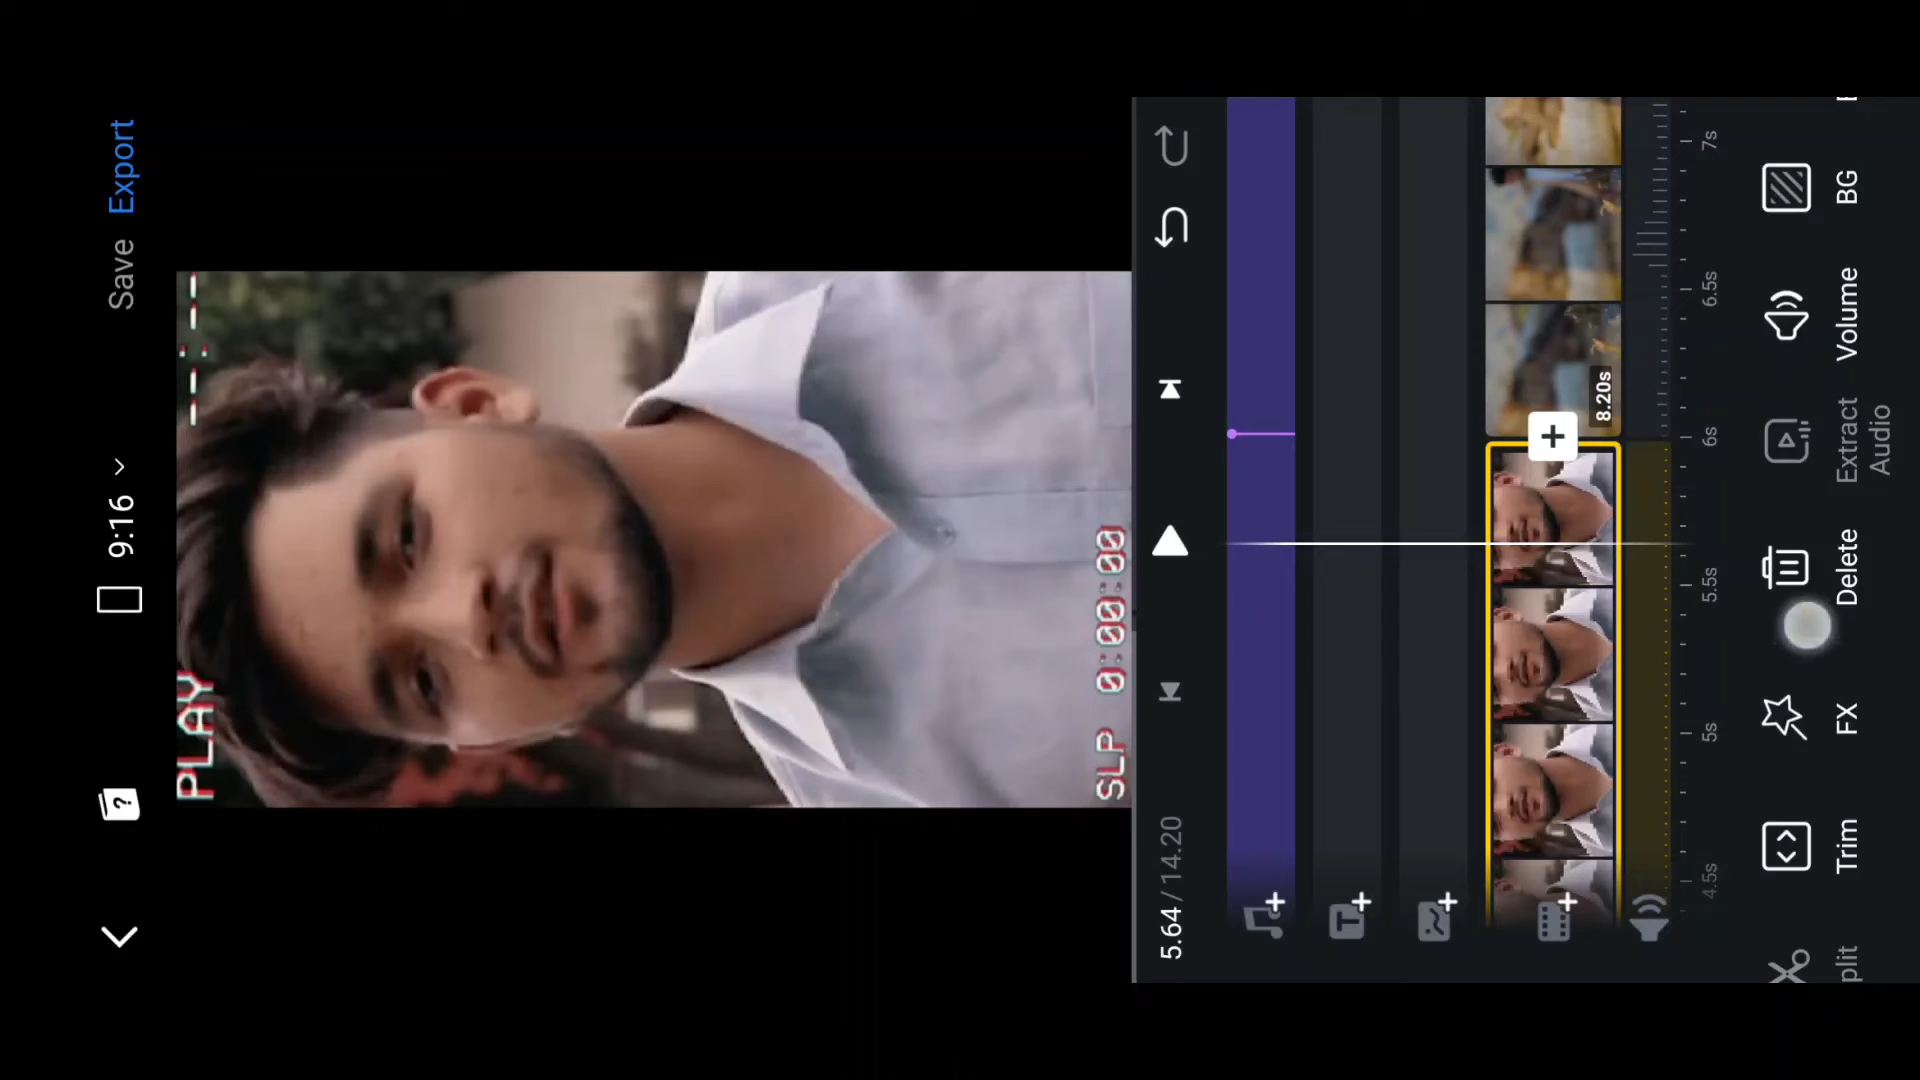 9:16
Save
Export
PLAY
SLP 0:00:00
5.64 / 14.20
T
8.20s
4.5s
5s
5.5s
6s
6.5s
7s
plit
Trim
FX
Delete
Extract
Audio
Volume
BG